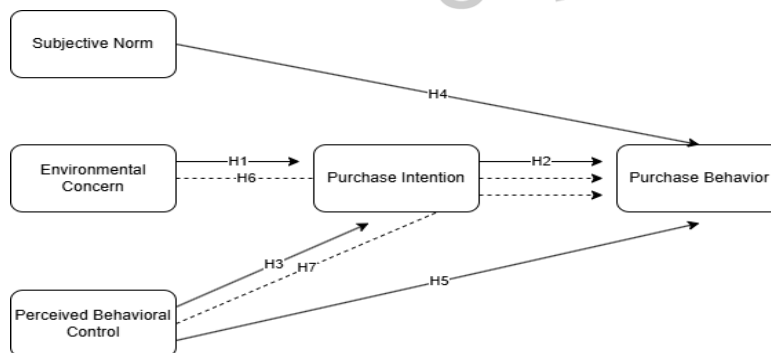 Subjective Norm
H4
Environmental
Concern
H1
H6
Purchase Intention
H2
Purchase Behavior
H3
H7
H5
Perceived Behavioral
Control